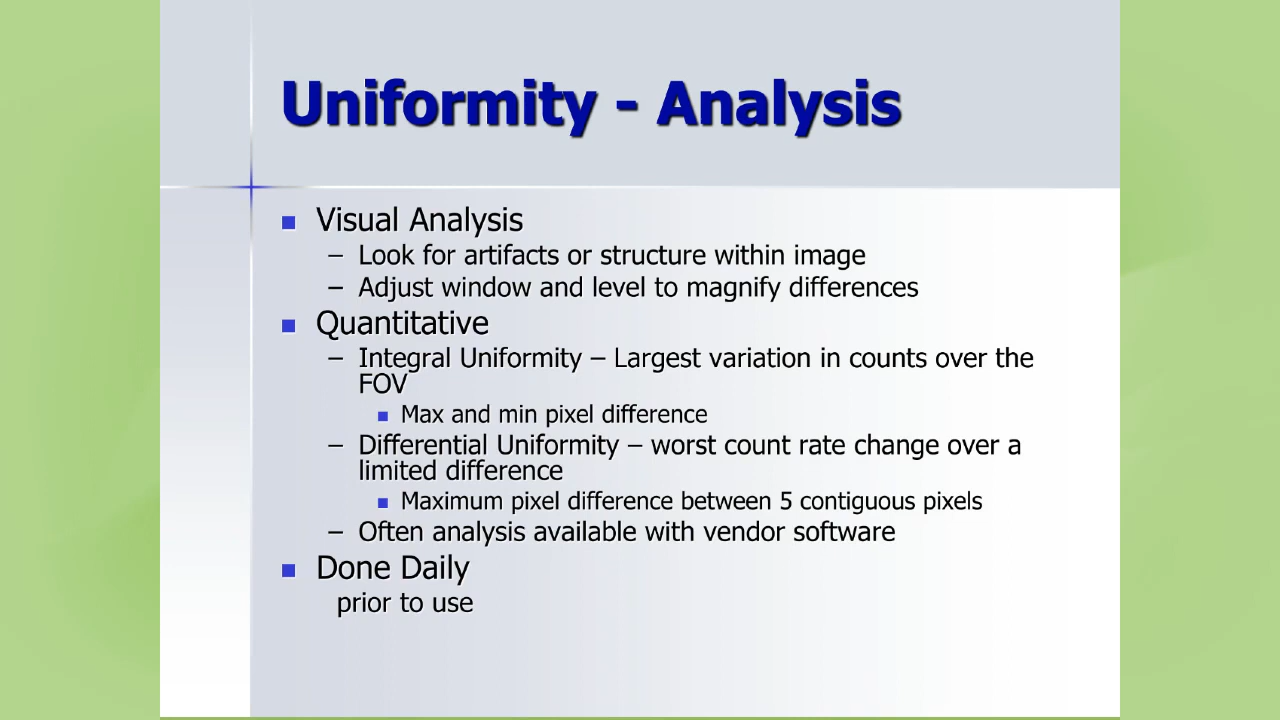 Uniformity - Analysis
Visual Analysis
– Look for artifacts or structure within image
– Adjust window and level to magnify differences
Quantitative
– Integral Uniformity – Largest variation in counts over the
FOV
Max and min pixel difference
– Differential Uniformity – worst count rate change over a
limited difference
Maximum pixel difference between 5 contiguous pixels
– Often analysis available with vendor software
Done Daily
prior to use